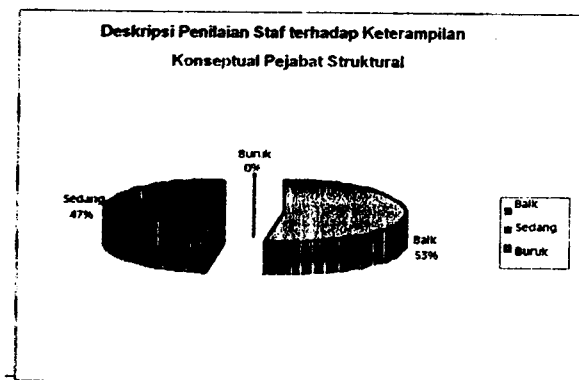 Deskripsi Penilaian Staf terhadap Keterampilan
Konseptual Pejabat Struktural
Buruk
0%
Sedang
47%
Baik
53%
Baik
Sedang
Buruk